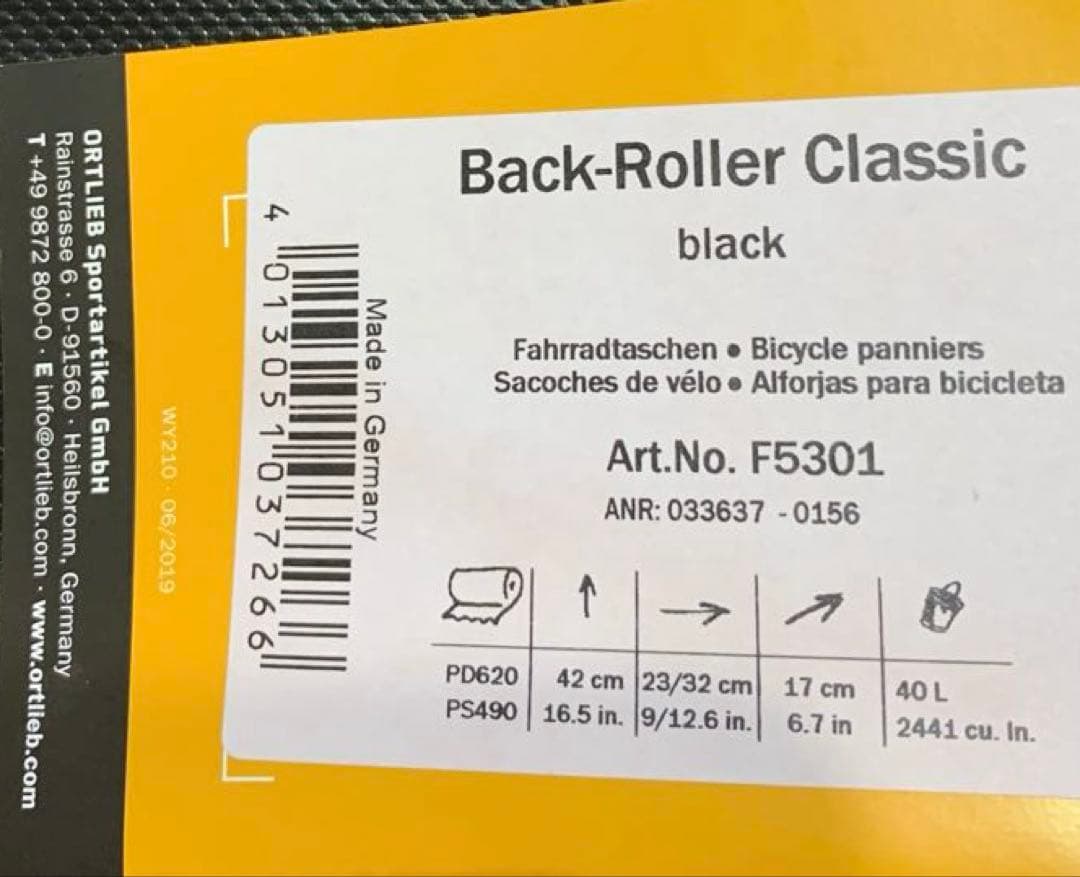 ORTLIEB Sportartikel GmbH
Rainstrasse 6 · D-91560 · Heilsbronn, Germany
T +49 9872 800-0 · E info@ortlieb.com · www.ortlieb.com
WY210 · 06/2019
Back-Roller Classic
black
Made in Germany
4 013051 037266
Fahrradtaschen • Bicycle panniers
Sacoches de vélo • Alforjas para bicicleta
Art.No. F5301
ANR: 033637 -0156
PD620 42 cm 23/32 cm 17 cm 40 L
PS490 16.5 in. 9/12.6 in. 6.7 in 2441 cu. In.